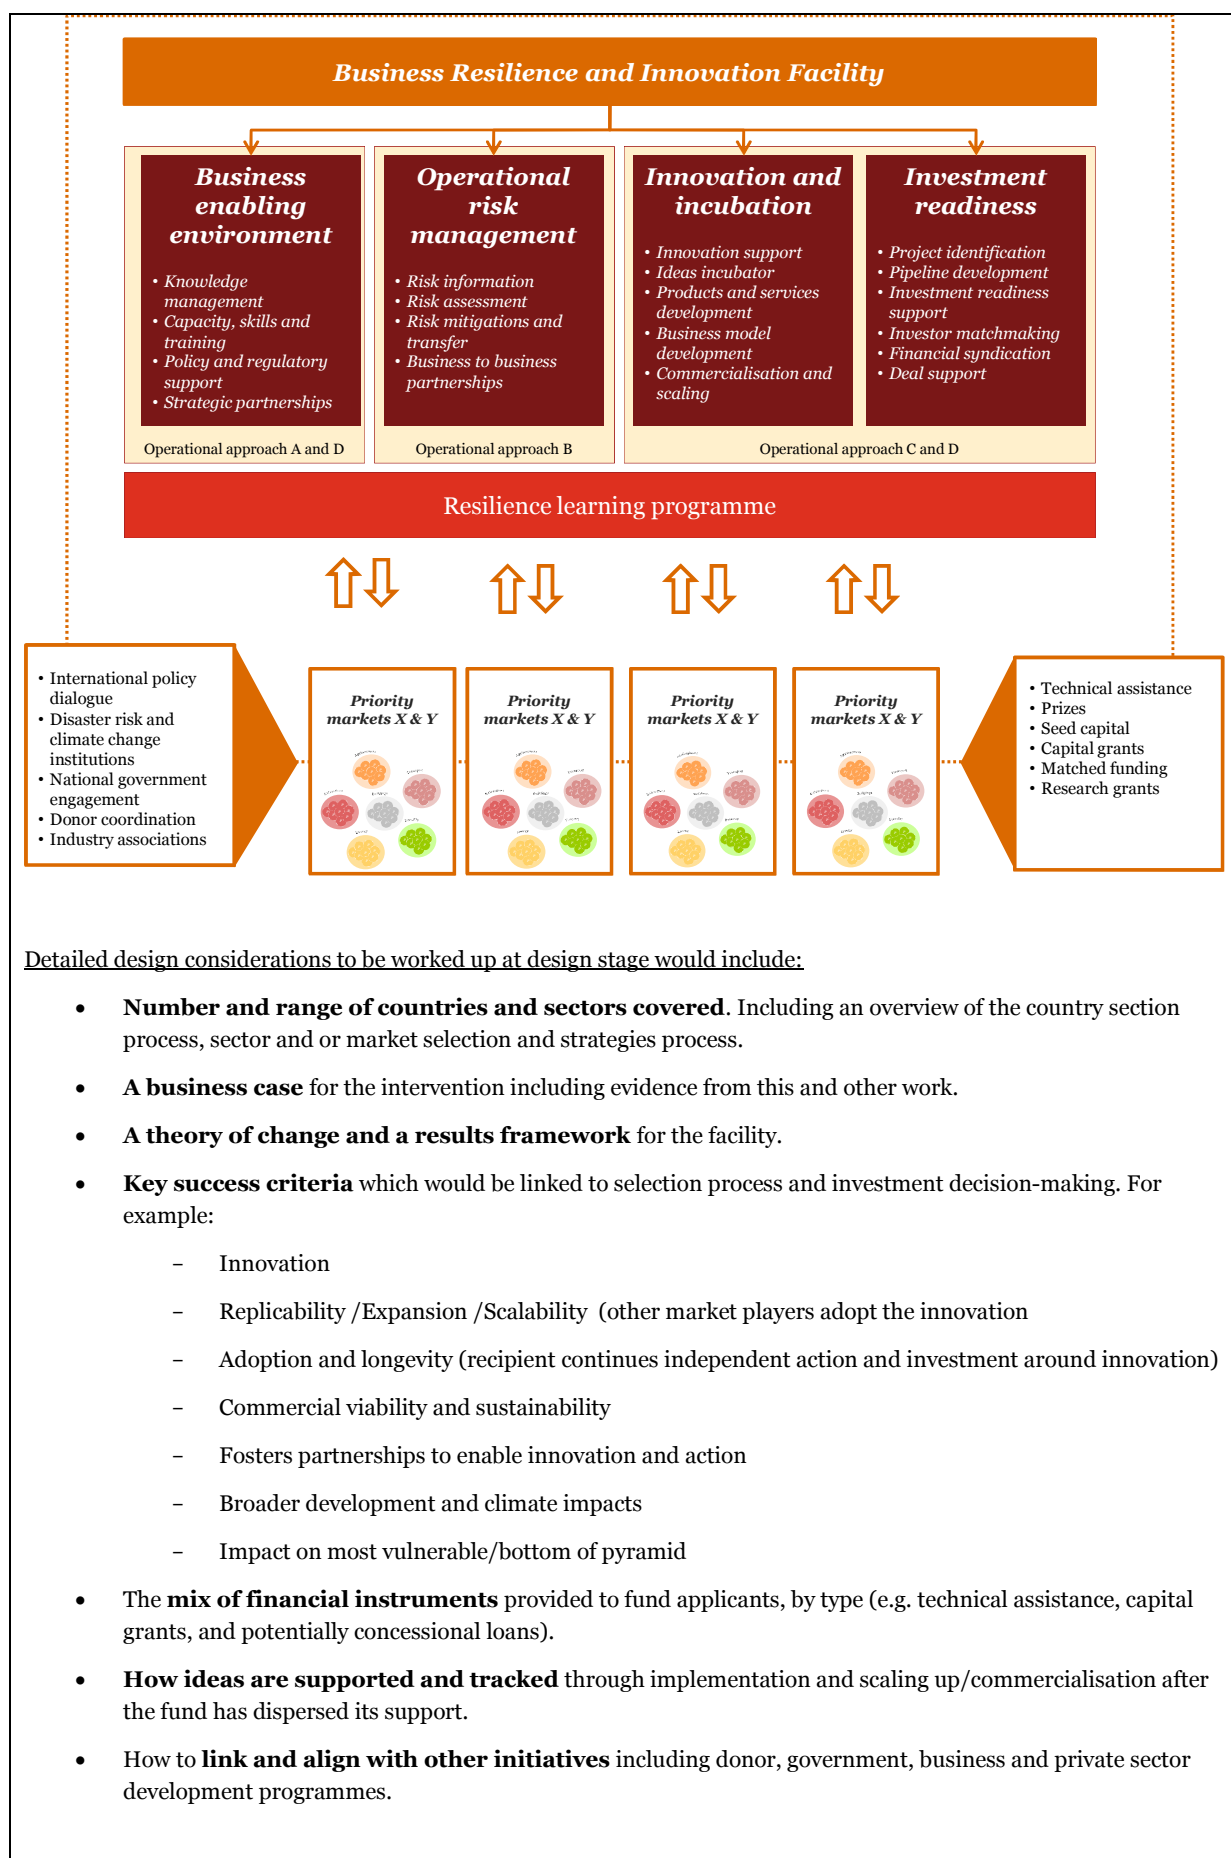 Business Resilience and Innovation Facility
Business
enabling
environment
• Knowledge
management
• Capacity, skills and
training
• Policy and regulatory
support
• Strategic partnerships
Operational approach A and D
Operational
risk
management
• Risk information
• Risk assessment
• Risk mitigations and
transfer
• Business to business
partnerships
Operational approach B
Innovation and
incubation
• Innovation support
• Ideas incubator
• Products and services
development
• Business model
development
• Commercialisation and
scaling
Investment
readiness
• Project identification
• Pipeline development
• Investment readiness
support
• Investor matchmaking
• Financial syndication
• Deal support
Operational approach C and D
Resilience learning programme
• International policy
dialogue
• Disaster risk and
climate change
institutions
• National government
engagement
• Donor coordination
• Industry associations
Priority
markets X & Y
Priority
markets X & Y
Priority
markets X & Y
Priority
markets X & Y
• Technical assistance
• Prizes
• Seed capital
• Capital grants
• Matched funding
• Research grants
Detailed design considerations to be worked up at design stage would include:
• Number and range of countries and sectors covered. Including an overview of the country section
process, sector and or market selection and strategies process.
• A business case for the intervention including evidence from this and other work.
• A theory of change and a results framework for the facility.
• Key success criteria which would be linked to selection process and investment decision-making. For
example:
– Innovation
– Replicability /Expansion /Scalability (other market players adopt the innovation
– Adoption and longevity (recipient continues independent action and investment around innovation)
– Commercial viability and sustainability
– Fosters partnerships to enable innovation and action
– Broader development and climate impacts
– Impact on most vulnerable/bottom of pyramid
• The mix of financial instruments provided to fund applicants, by type (e.g. technical assistance, capital
grants, and potentially concessional loans).
• How ideas are supported and tracked through implementation and scaling up/commercialisation after
the fund has dispersed its support.
• How to link and align with other initiatives including donor, government, business and private sector
development programmes.